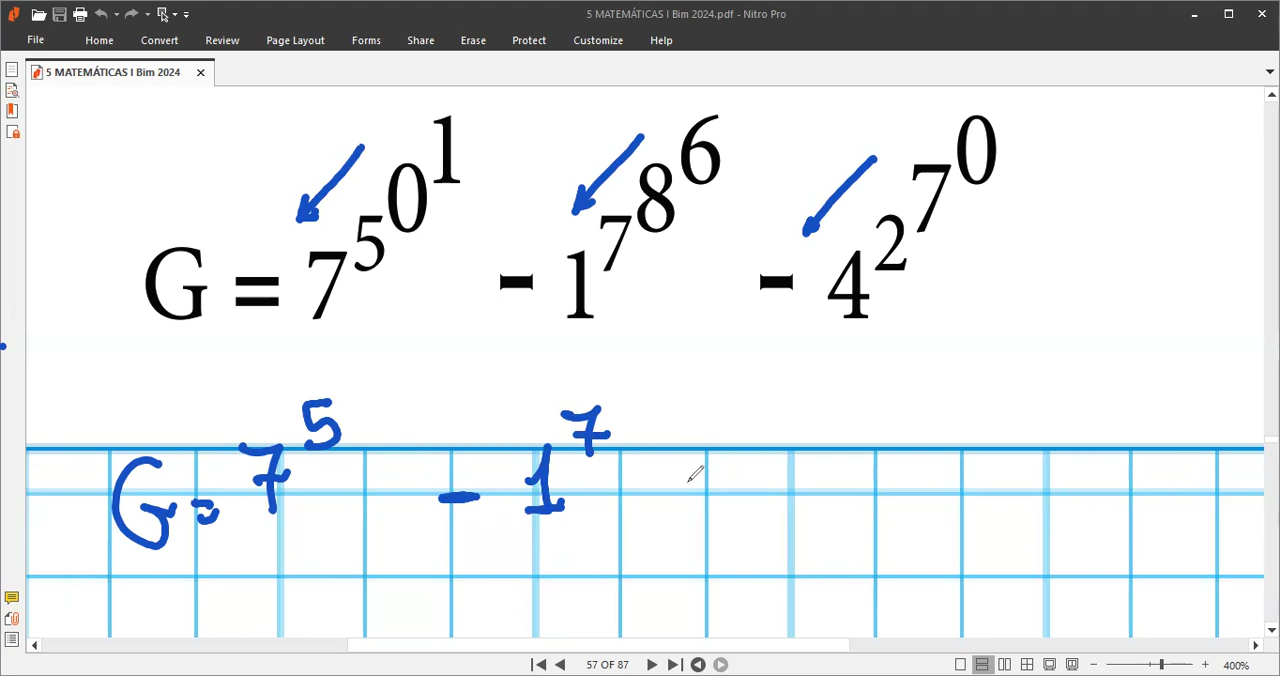 5 MATEMÁTICAS I Bim 2024.pdf - Nitro Pro
File Home Convert Review Page Layout Forms Share Erase Protect Customize Help
5 MATEMÁTICAS I Bim 2024
G = 7^5^0^1 - 1^7^8^6 - 4^2^7^0
G = 7^5 - 1^7
57 OF 87 400%